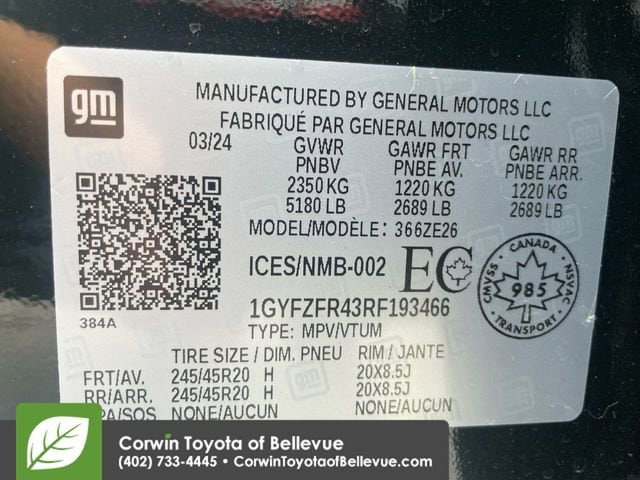 gm
MANUFACTURED BY GENERAL MOTORS LLC
FABRIQUÉ PAR GENERAL MOTORS LLC
03/24 GVWR GAWR FRT GAWR RR
PNBV PNBE AV. PNBE ARR.
2350 KG 1220 KG 1220 KG
5180 LB 2689 LB 2689 LB
MODEL/MODÈLE: 366ZE26
ICES/NMB-002 EC
CANADA
CMVSS 985 NSVAC
TRANSPORT
1GYFZFR43RF193466
384A
TYPE: MPV/VTUM
TIRE SIZE / DIM. PNEU RIM / JANTE
FRT/AV. 245/45R20 H 20X8.5J
RR/ARR. 245/45R20 H 20X8.5J
SPA/SOS NONE/AUCUN NONE/AUCUN
Corwin Toyota of Bellevue
(402) 733-4445 • CorwinToyotaofBellevue.com